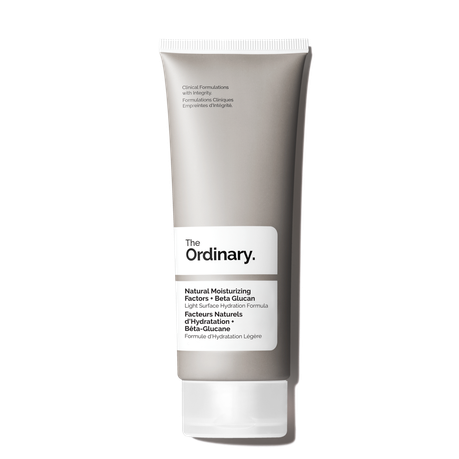 Clinical Formulations
with Integrity.
Formulations Cliniques
Empreintes d'Intégrité.
The
Ordinary.
Natural Moisturizing
Factors + Beta Glucan
Light Surface Hydration Formula
Facteurs Naturels
d'Hydratation +
Bêta-Glucane
Formule d'Hydratation Légère